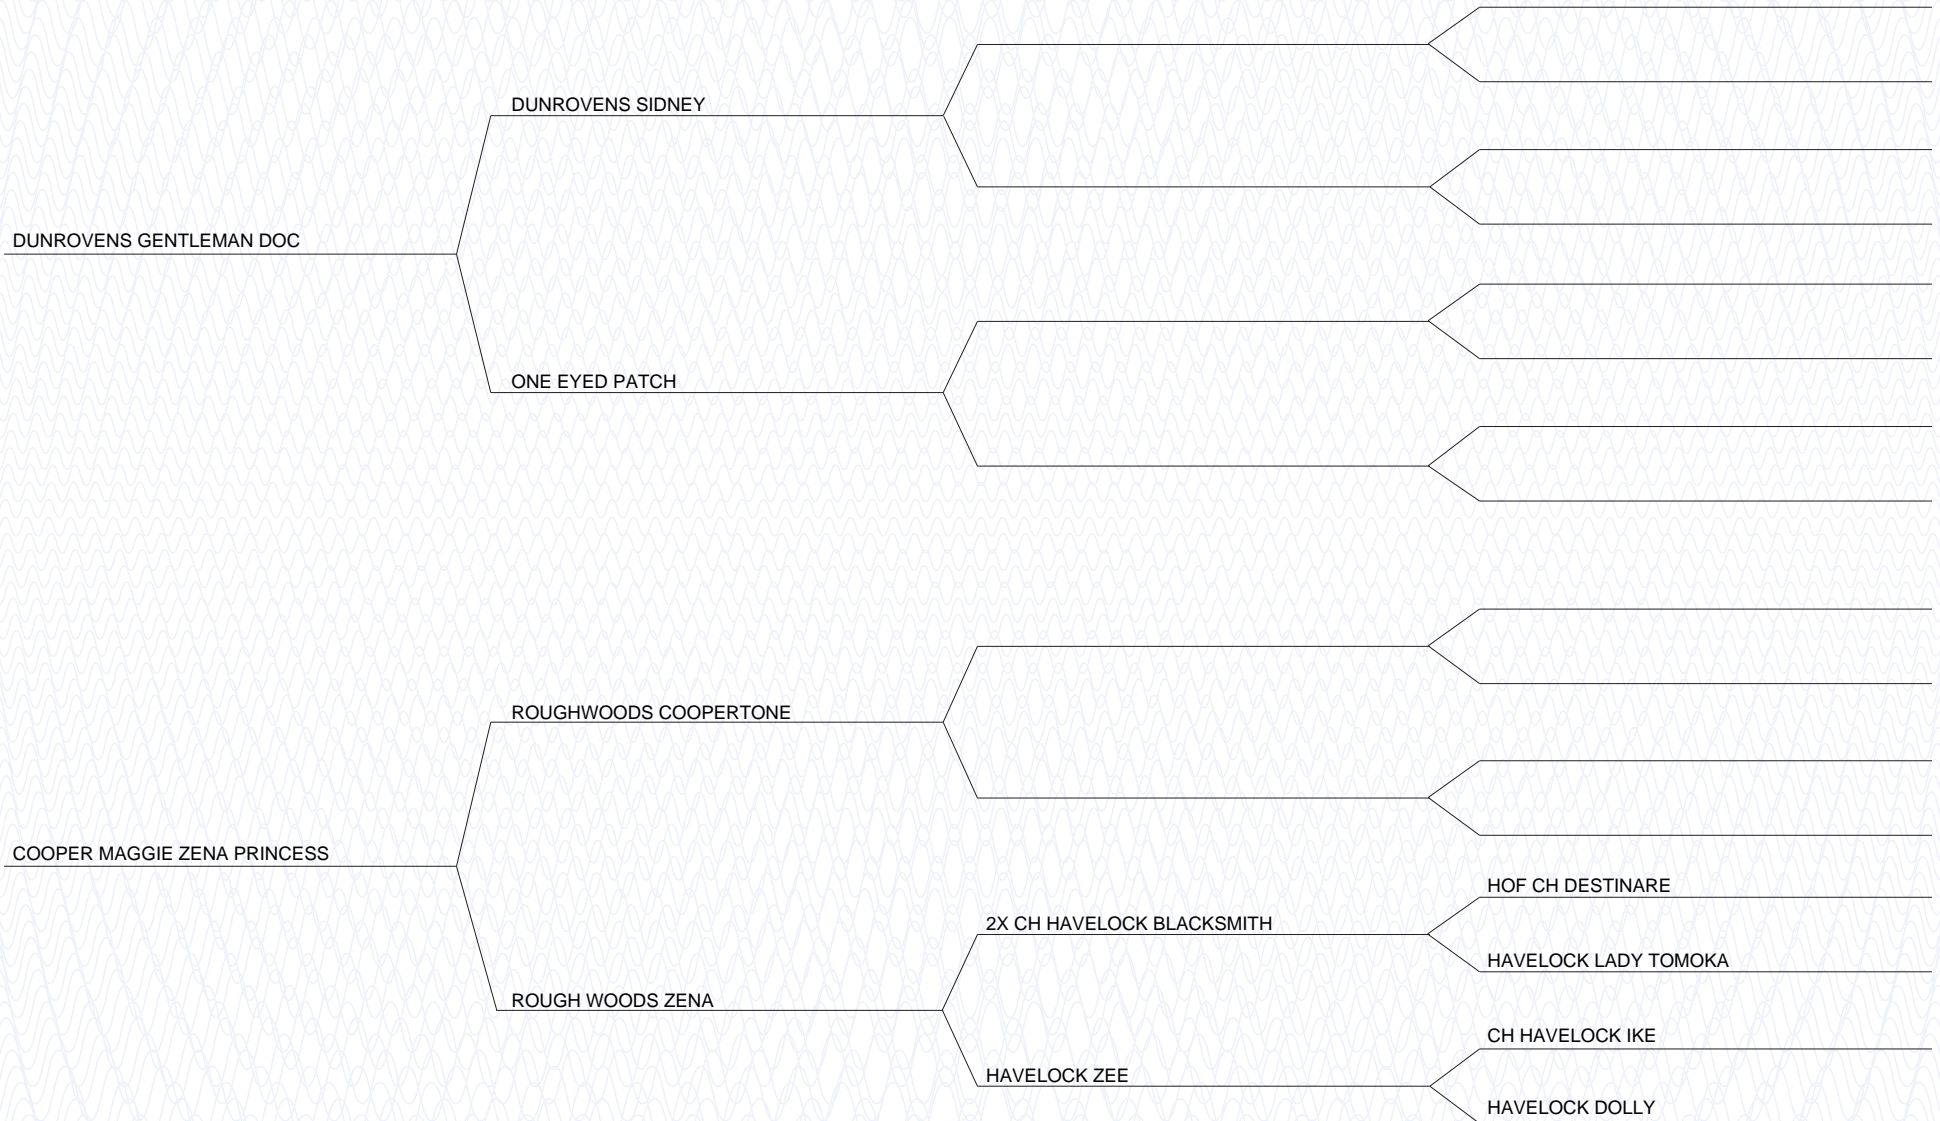 DUNROVENS SIDNEY
DUNROVENS GENTLEMAN DOC
ONE EYED PATCH
ROUGHWOODS COOPERTONE
COOPER MAGGIE ZENA PRINCESS
HOF CH DESTINARE
2X CH HAVELOCK BLACKSMITH
HAVELOCK LADY TOMOKA
ROUGH WOODS ZENA
CH HAVELOCK IKE
HAVELOCK ZEE
HAVELOCK DOLLY